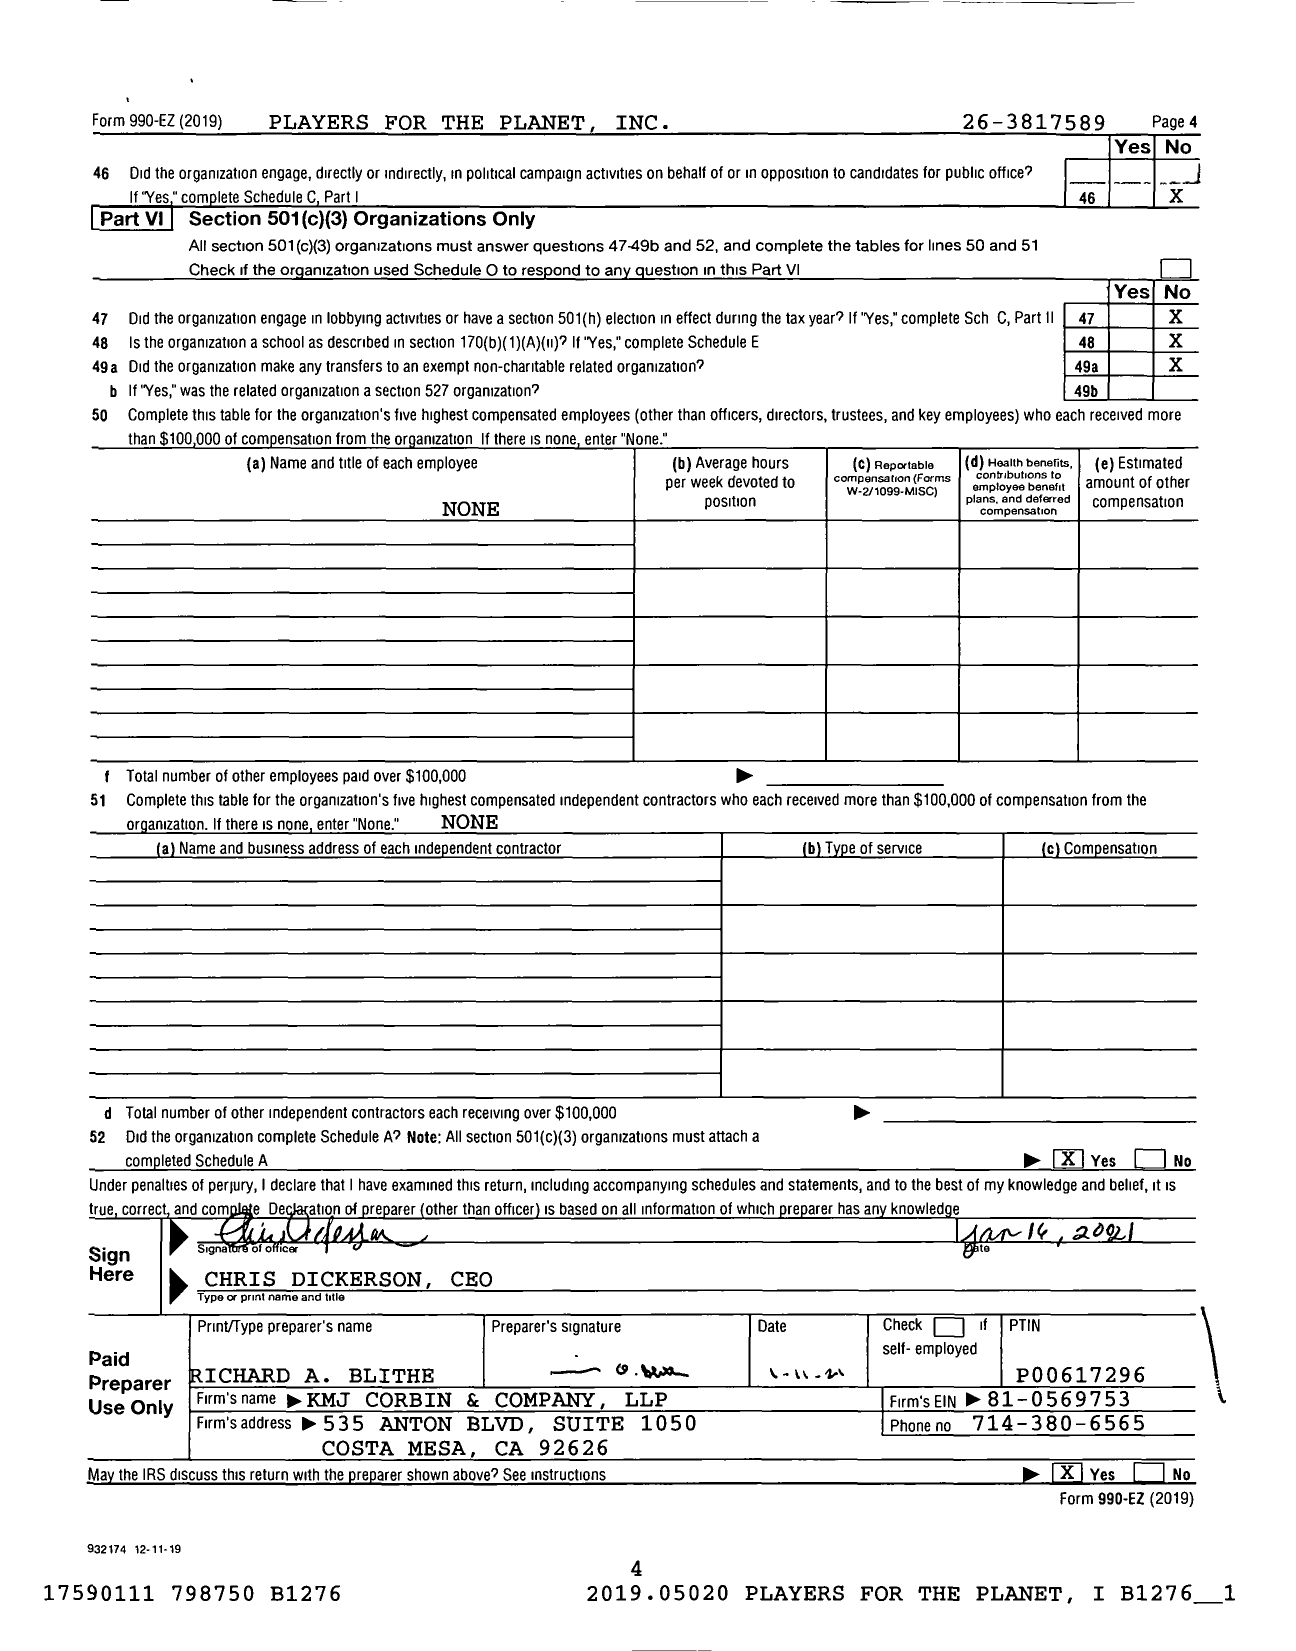 Form 990-EZ (2019) PLAYERS FOR THE PLANET, INC. 26-3817589 Page 4
Yes No
46 Did the organization engage, directly or indirectly, in political campaign activities on behalf of or in opposition to candidates for public office?
If "Yes," complete Schedule C, Part I 46 X
Part VI Section 501(c)(3) Organizations Only
All section 501(c)(3) organizations must answer questions 47-49b and 52, and complete the tables for lines 50 and 51
Check if the organization used Schedule O to respond to any question in this Part VI
Yes No
47 Did the organization engage in lobbying activities or have a section 501(h) election in effect during the tax year? If "Yes," complete Sch C, Part II 47 X
48 Is the organization a school as described in section 170(b)(1)(A)(ii)? If "Yes," complete Schedule E 48 X
49a Did the organization make any transfers to an exempt non-charitable related organization? 49a X
b If "Yes," was the related organization a section 527 organization? 49b
50 Complete this table for the organization's five highest compensated employees (other than officers, directors, trustees, and key employees) who each received more
than $100,000 of compensation from the organization If there is none, enter "None."
(a) Name and title of each employee
NONE
(b) Average hours
per week devoted to
position
(c) Reportable
compensation (Forms
W-2/1099-MISC)
(d) Health benefits,
contributions to
employee benefit
plans, and deferred
compensation
(e) Estimated
amount of other
compensation
f Total number of other employees paid over $100,000 ▶
51 Complete this table for the organization's five highest compensated independent contractors who each received more than $100,000 of compensation from the
organization. If there is none, enter "None." NONE
(a) Name and business address of each independent contractor (b) Type of service (c) Compensation
d Total number of other independent contractors each receiving over $100,000 ▶
52 Did the organization complete Schedule A? Note: All section 501(c)(3) organizations must attach a
completed Schedule A ▶ X Yes No
Under penalties of perjury, I declare that I have examined this return, including accompanying schedules and statements, and to the best of my knowledge and belief, it is
true, correct, and complete Declaration of preparer (other than officer) is based on all information of which preparer has any knowledge
Sign
Here
Chris Dickerson Jan 16, 2021
Signature of officer Date
CHRIS DICKERSON, CEO
Type or print name and title
Paid
Preparer
Use Only
Print/Type preparer's name
RICHARD A. BLITHE
Preparer's signature
Date
1-11-21
Check if
self- employed
PTIN
P00617296
Firm's name ▶ KMJ CORBIN & COMPANY, LLP Firm's EIN ▶ 81-0569753
Firm's address ▶ 535 ANTON BLVD, SUITE 1050 Phone no 714-380-6565
COSTA MESA, CA 92626
May the IRS discuss this return with the preparer shown above? See instructions ▶ X Yes No
Form 990-EZ (2019)
932174 12-11-19
4
17590111 798750 B1276 2019.05020 PLAYERS FOR THE PLANET, I B1276__1